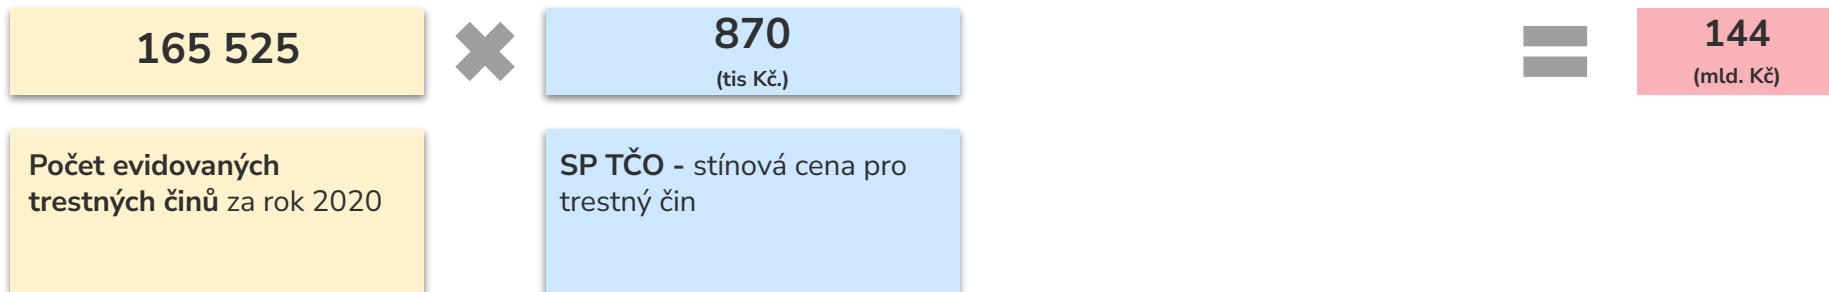 165 525
870
(tis Kč.)
144
(mld. Kč)
Počet evidovaných
trestných činů za rok 2020
SP TČO - stínová cena pro
trestný čin